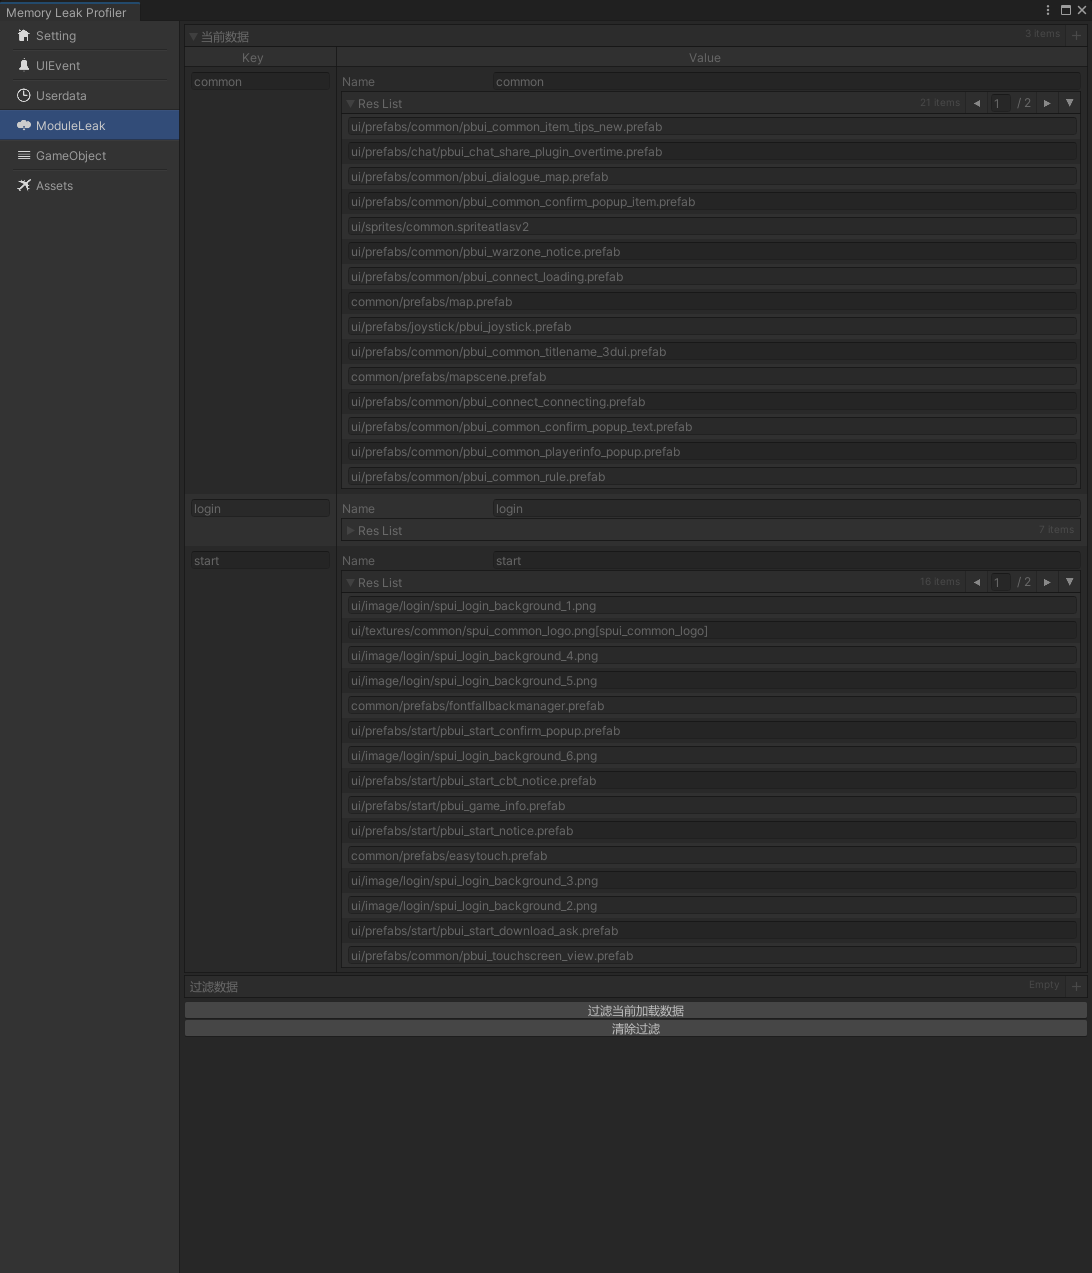 Memory Leak Profiler
Setting
UIEvent
Userdata
ModuleLeak
GameObject
Assets
当前数据 3 items
Key Value
common
Name common
Res List 21 items 1 / 2
ui/prefabs/common/pbui_common_item_tips_new.prefab
ui/prefabs/chat/pbui_chat_share_plugin_overtime.prefab
ui/prefabs/common/pbui_dialogue_map.prefab
ui/prefabs/common/pbui_common_confirm_popup_item.prefab
ui/sprites/common.spriteatlasv2
ui/prefabs/common/pbui_warzone_notice.prefab
ui/prefabs/common/pbui_connect_loading.prefab
common/prefabs/map.prefab
ui/prefabs/joystick/pbui_joystick.prefab
ui/prefabs/common/pbui_common_titlename_3dui.prefab
common/prefabs/mapscene.prefab
ui/prefabs/common/pbui_connect_connecting.prefab
ui/prefabs/common/pbui_common_confirm_popup_text.prefab
ui/prefabs/common/pbui_common_playerinfo_popup.prefab
ui/prefabs/common/pbui_common_rule.prefab
login
Name login
Res List 7 items
start
Name start
Res List 16 items 1 / 2
ui/image/login/spui_login_background_1.png
ui/textures/common/spui_common_logo.png[spui_common_logo]
ui/image/login/spui_login_background_4.png
ui/image/login/spui_login_background_5.png
common/prefabs/fontfallbackmanager.prefab
ui/prefabs/start/pbui_start_confirm_popup.prefab
ui/image/login/spui_login_background_6.png
ui/prefabs/start/pbui_start_cbt_notice.prefab
ui/prefabs/start/pbui_game_info.prefab
ui/prefabs/start/pbui_start_notice.prefab
common/prefabs/easytouch.prefab
ui/image/login/spui_login_background_3.png
ui/image/login/spui_login_background_2.png
ui/prefabs/start/pbui_start_download_ask.prefab
ui/prefabs/common/pbui_touchscreen_view.prefab
过滤数据 Empty
过滤当前加载数据
清除过滤